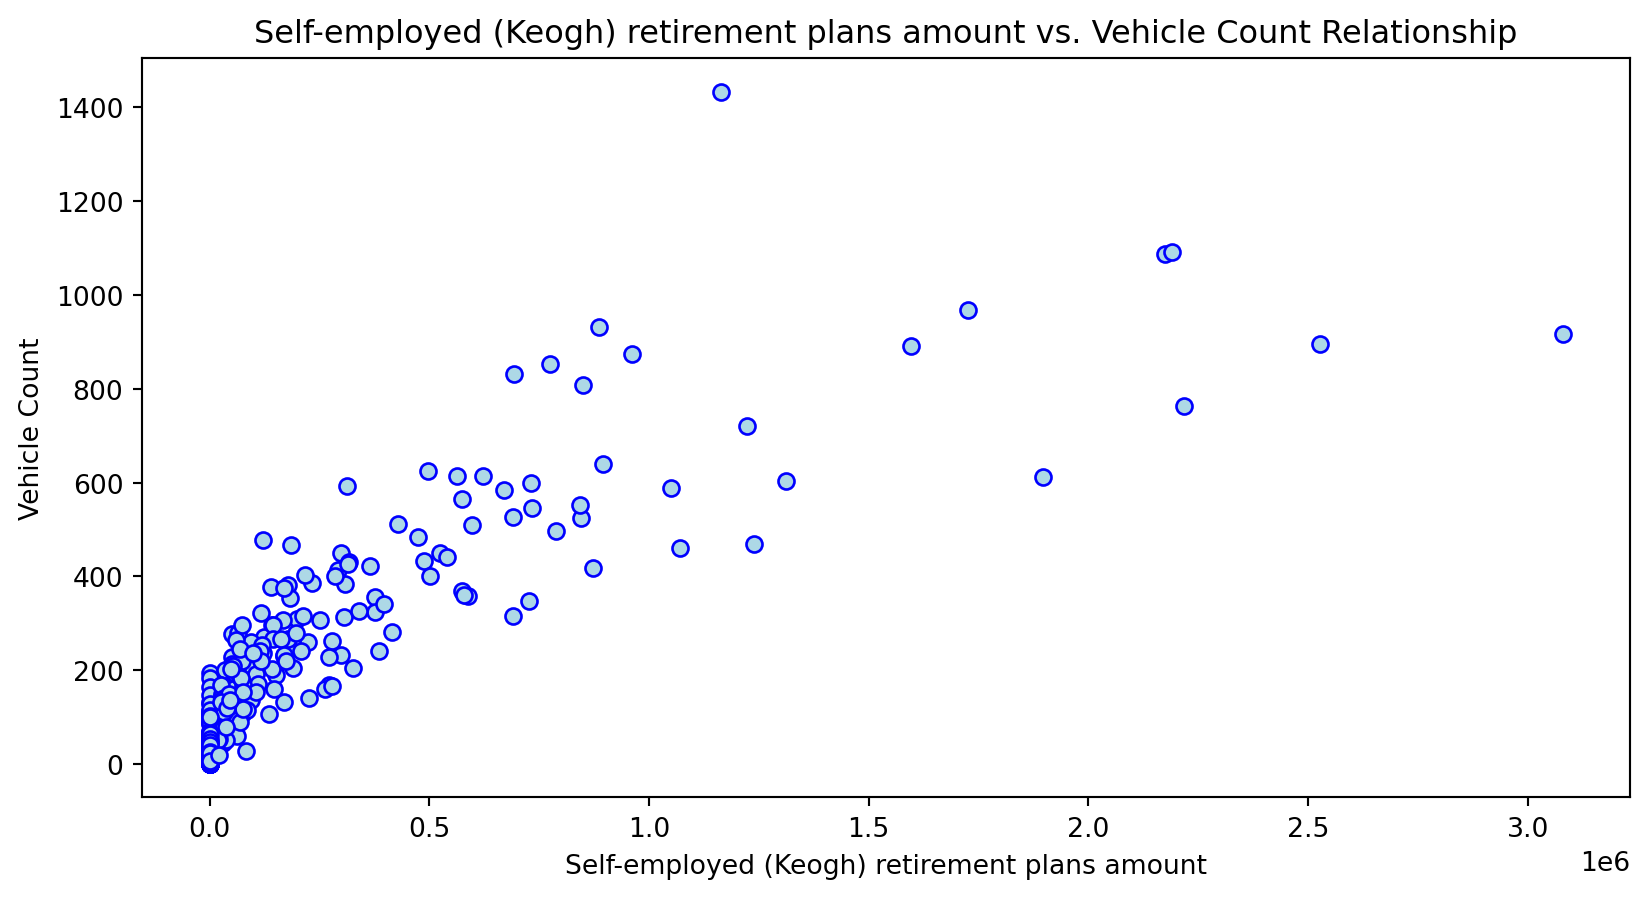 Self-employed (Keogh) retirement plans amount vs. Vehicle Count Relationship
Vehicle Count
1400
1200
1000
800
600
400
200
0
0.0 0.5 1.0 1.5 2.0 2.5 3.0
1e6
Self-employed (Keogh) retirement plans amount